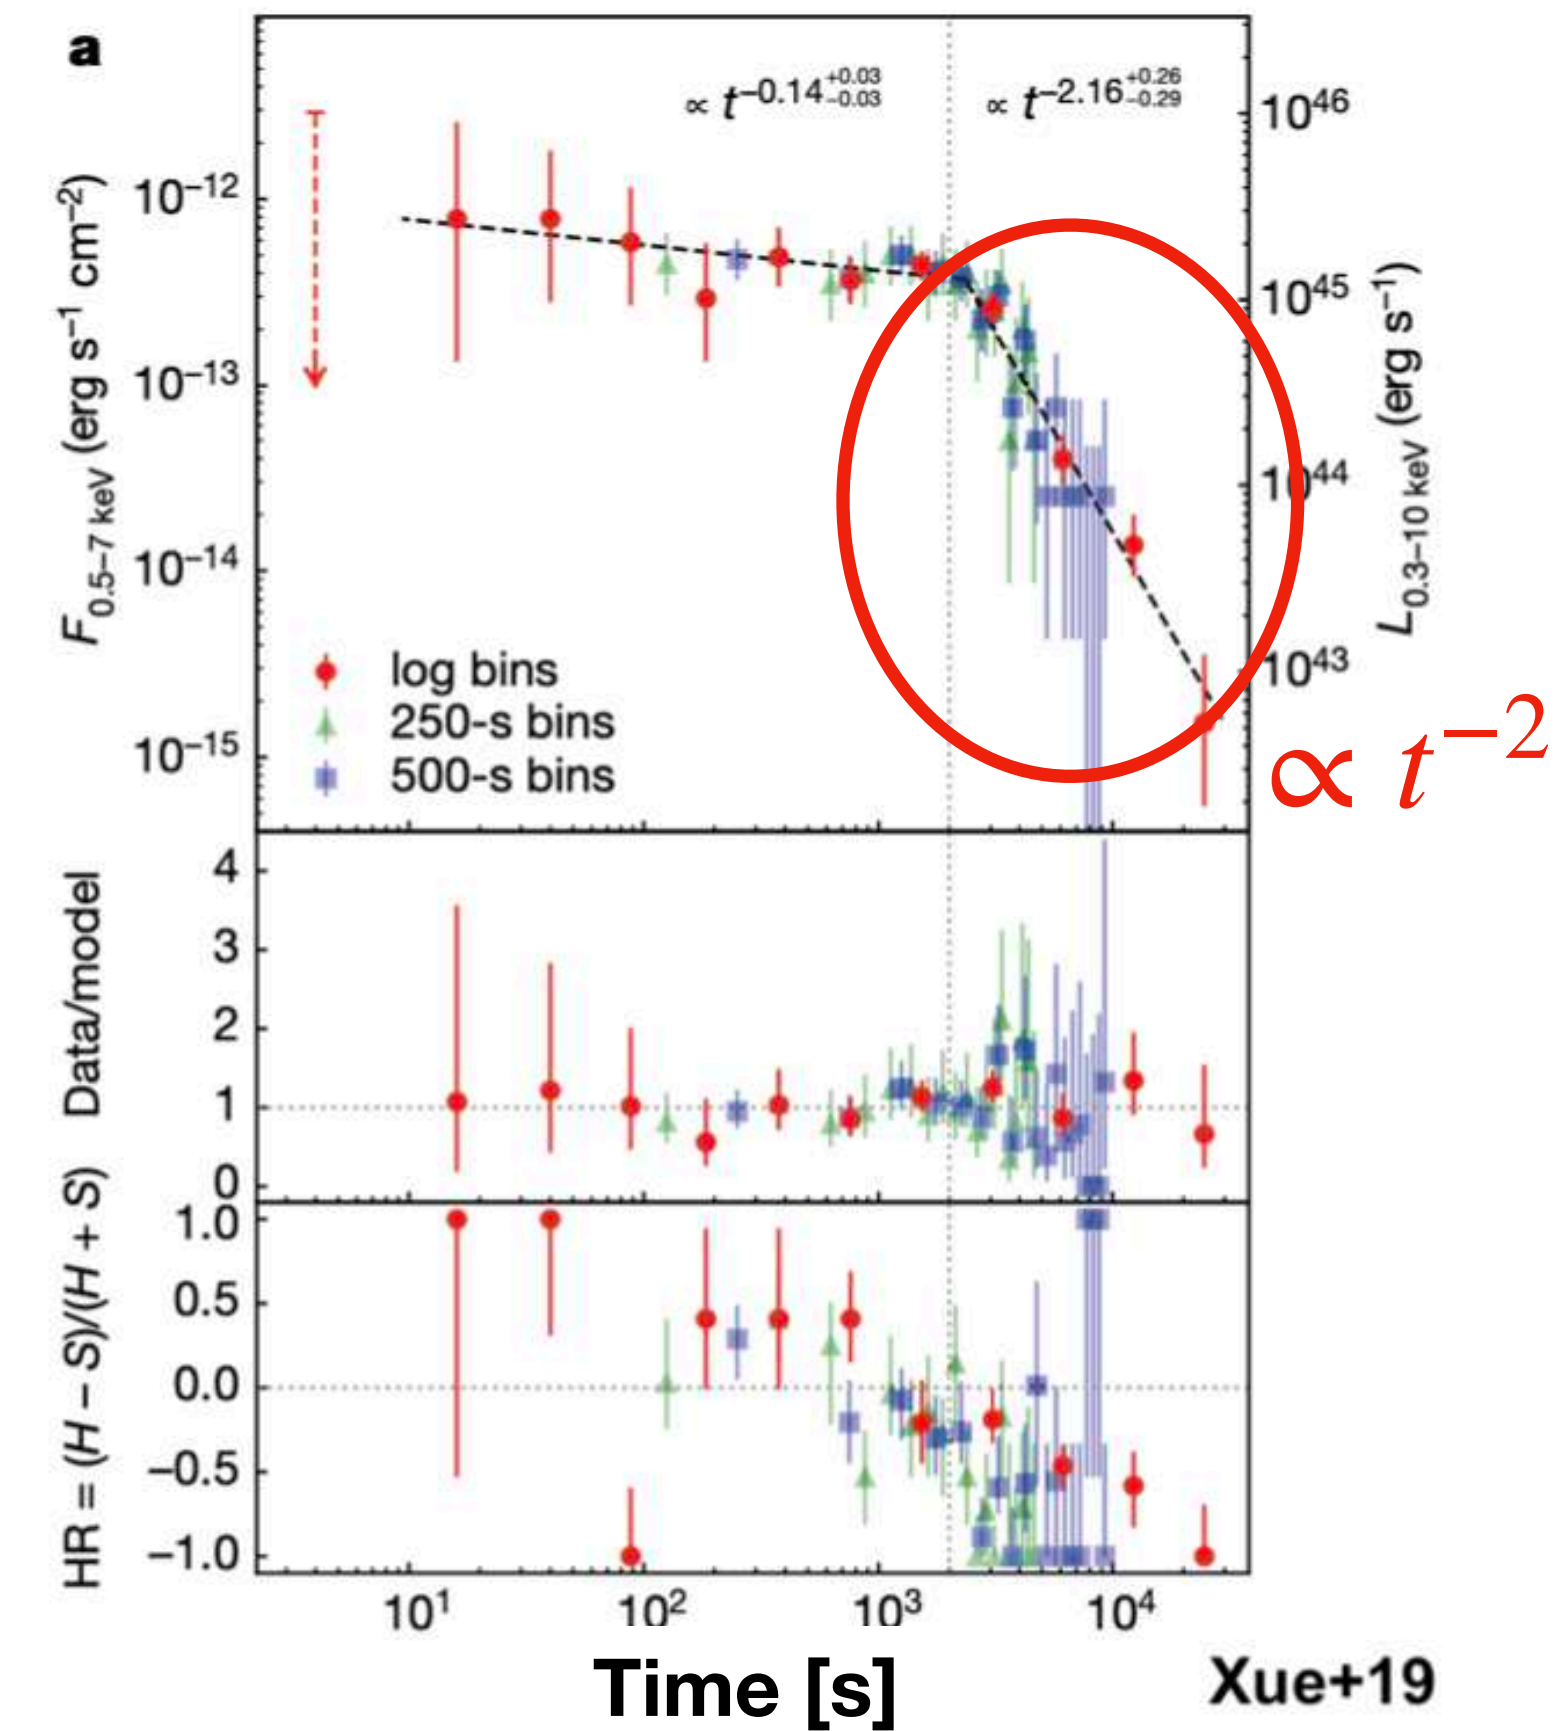 a
∝ t^−0.14 +0.03 −0.03
∝ t^−2.16 +0.26 −0.29
F0.5–7 keV (erg s−1 cm−2)
10−12
10−13
10−14
10−15
L0.3–10 keV (erg s−1)
10^46
10^45
10^44
10^43
log bins
250-s bins
500-s bins
∝ t^−2
Data/model
4
3
2
1
0
HR = (H – S)/(H + S)
1.0
0.5
0.0
−0.5
−1.0
10^1 10^2 10^3 10^4
Time [s]
Xue+19